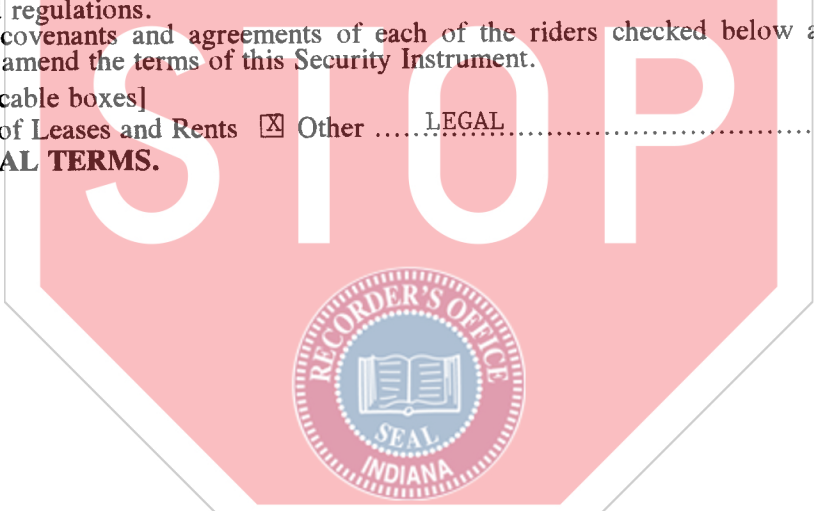 regulations.
covenants and agreements of each of the riders checked below a
amend the terms of this Security Instrument.
cable boxes]
of Leases and Rents ☒ Other ..... LEGAL ........................................
AL TERMS.
STOP
RECORDER'S OFFICE
SEAL
INDIANA